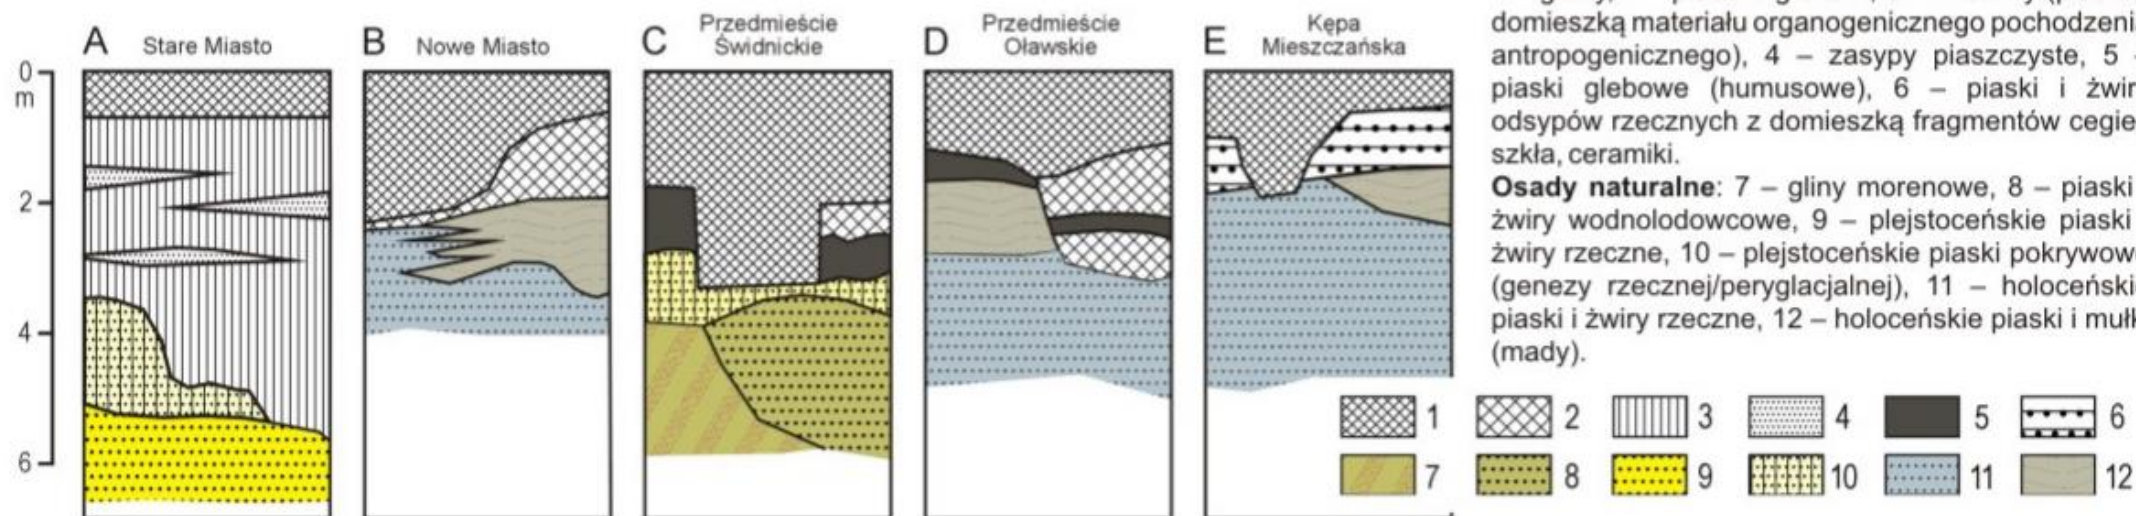 A Stare Miasto
B Nowe Miasto
C Przedmieście
Świdnickie
D Przedmieście
Oławskie
E Kępa
Mieszczańska
0
m
2
4
6
domieszką materiału organogenicznego pochodzeni
antropogenicznego), 4 – zasypy piaszczyste, 5
piaski glebowe (humusowe), 6 – piaski i żwir
odsypów rzecznych z domieszką fragmentów cegie
szkła, ceramiki.
Osady naturalne: 7 – gliny morenowe, 8 – piaski
żwiry wodnolodowcowe, 9 – plejstoceńskie piaski
żwiry rzeczne, 10 – plejstoceńskie piaski pokrywow
(genezy rzecznej/peryglacjalnej), 11 – holoceński
piaski i żwiry rzeczne, 12 – holoceńskie piaski i mułk
(mady).
1 2 3 4 5 6
7 8 9 10 11 12